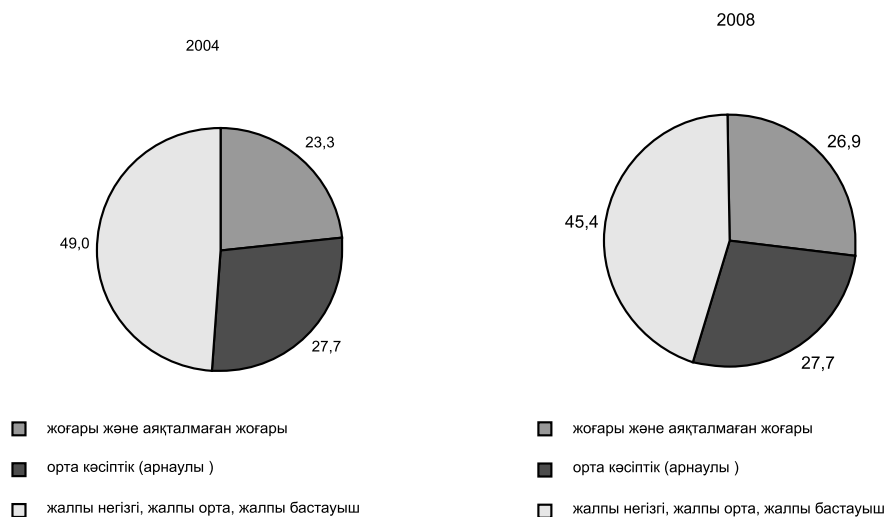 2004
23,3
49,0
27,7
жоғары және аяқталмаған жоғары
орта кәсіптік (арнаулы )
жалпы негізгі, жалпы орта, жалпы бастауыш
2008
26,9
45,4
27,7
жоғары және аяқталмаған жоғары
орта кәсіптік (арнаулы )
жалпы негізгі, жалпы орта, жалпы бастауыш